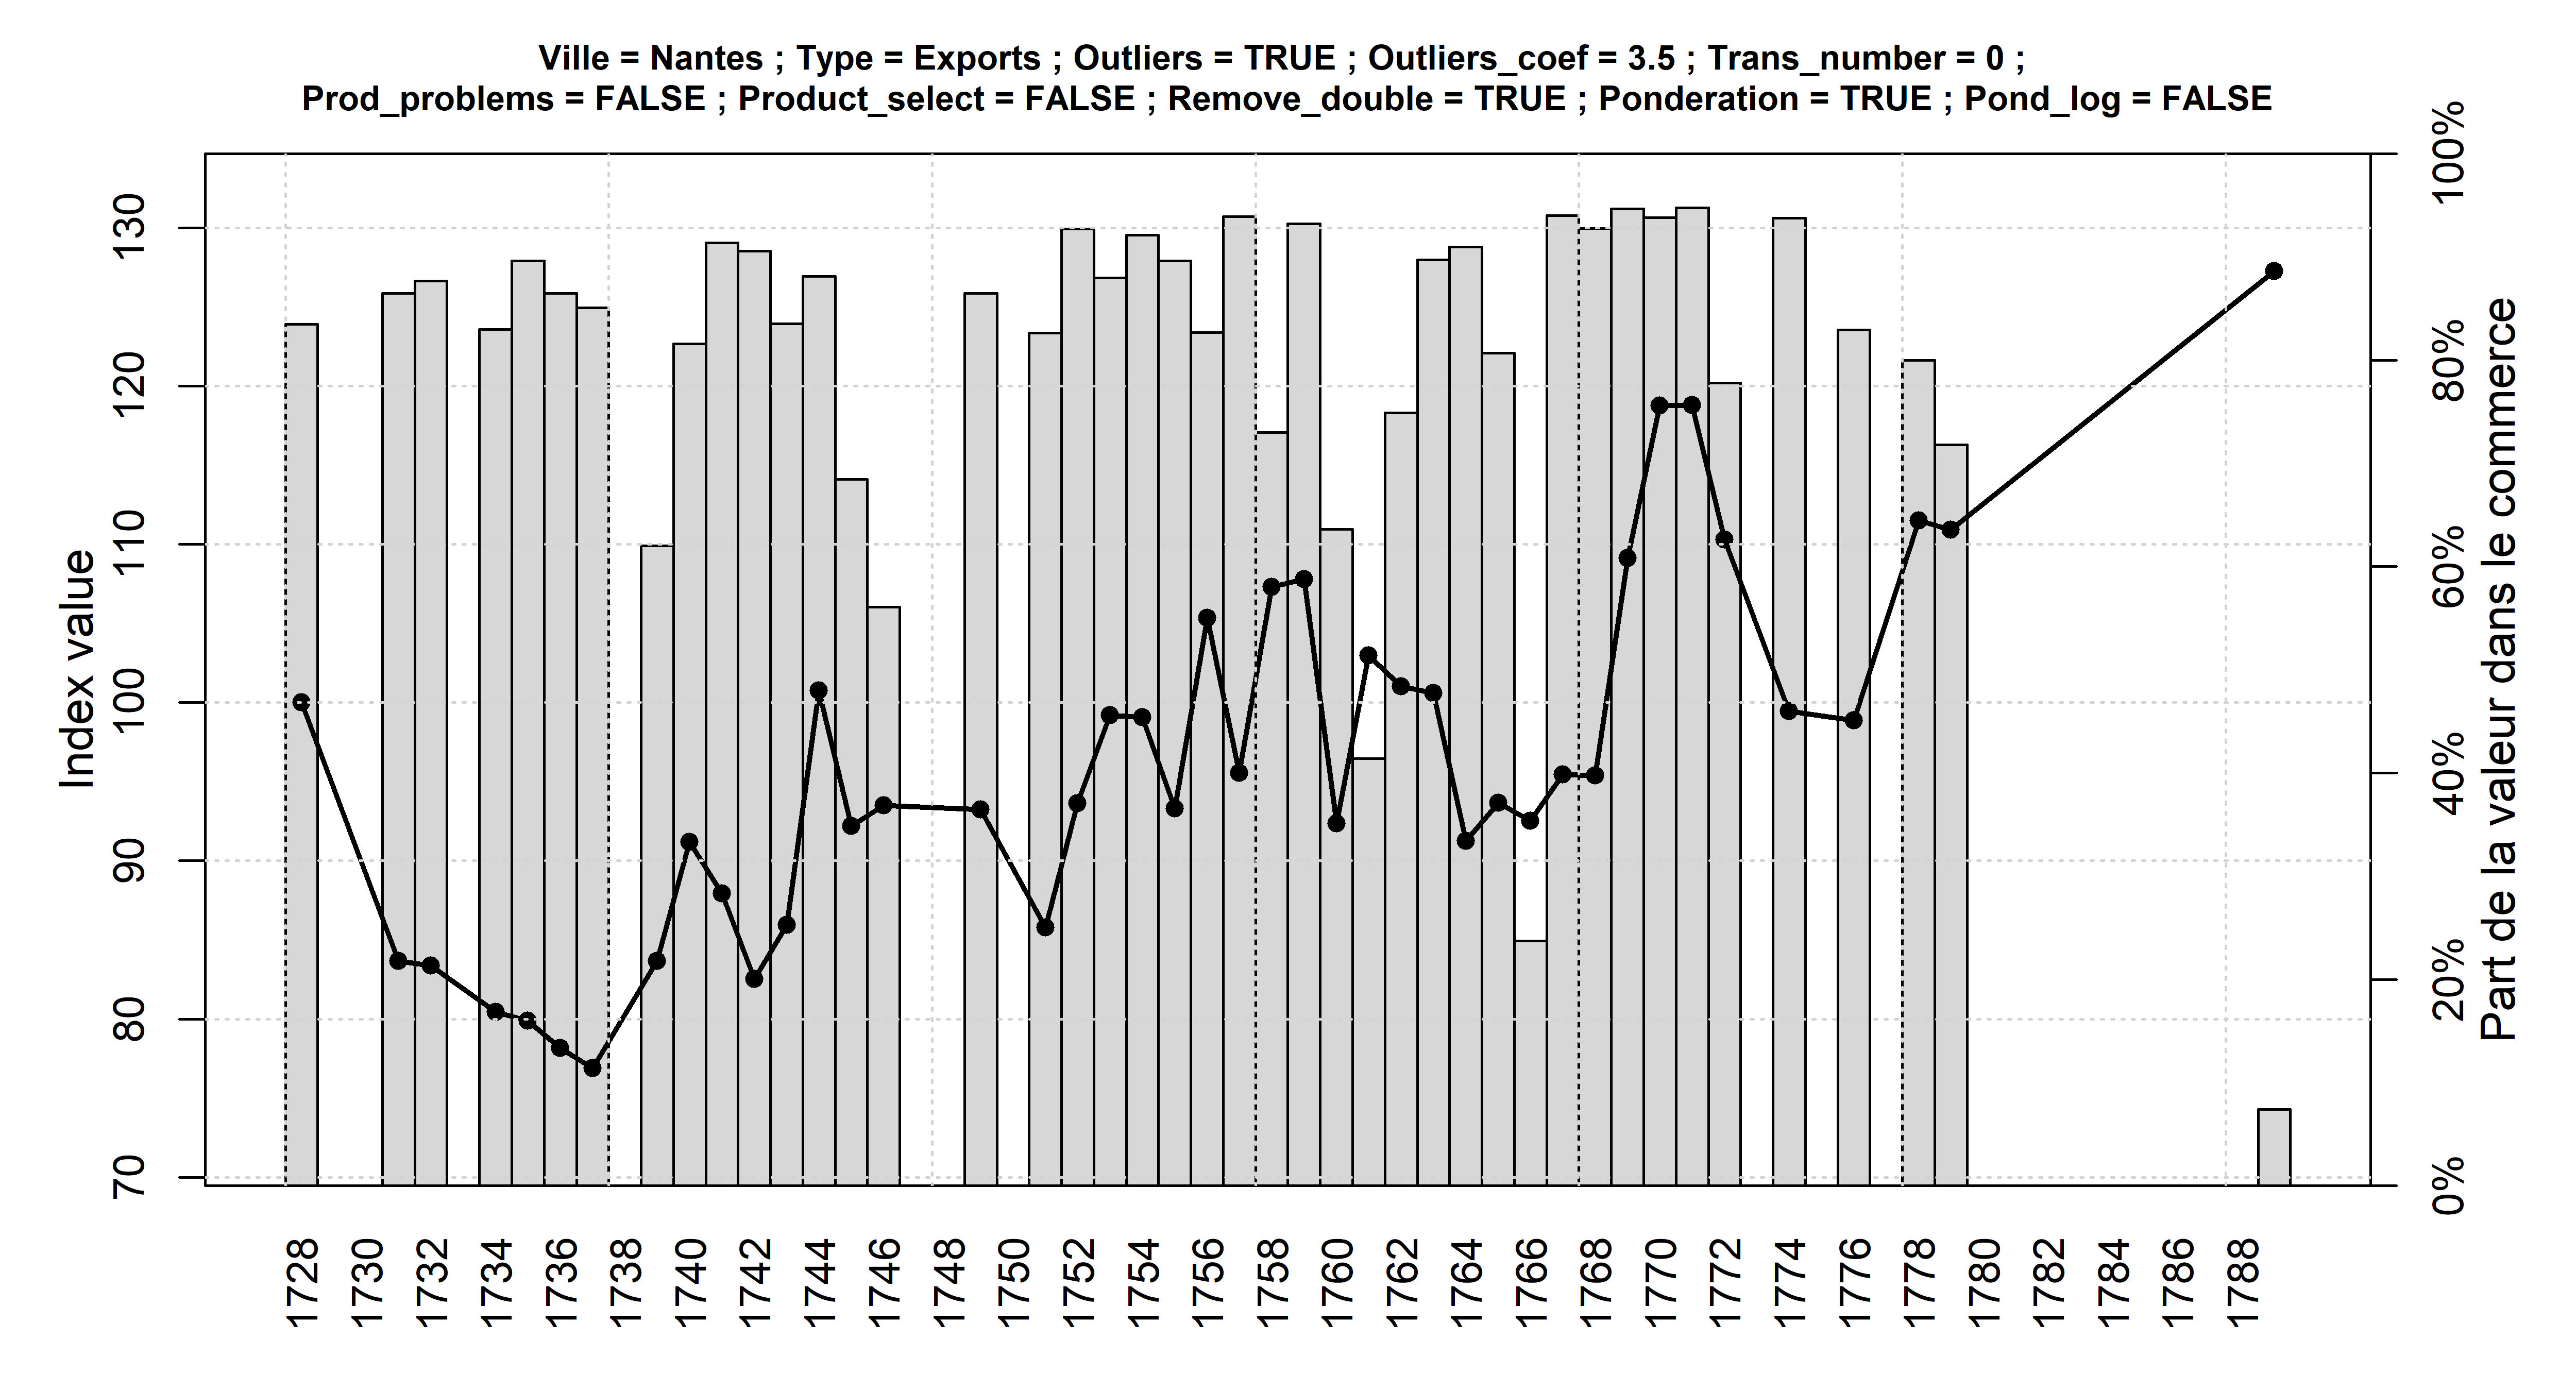 Ville = Nantes ; Type = Exports ; Outliers = TRUE ; Outliers_coef = 3.5 ; Trans_number = 0 ;
Prod_problems = FALSE ; Product_select = FALSE ; Remove_double = TRUE ; Ponderation = TRUE ; Pond_log = FALSE
Index value
130
120
110
100
90
80
70
100%
80%
60%
40%
20%
0%
Part de la valeur dans le commerce
1728 1730 1732 1734 1736 1738 1740 1742 1744 1746 1748 1750 1752 1754 1756 1758 1760 1762 1764 1766 1768 1770 1772 1774 1776 1778 1780 1782 1784 1786 1788